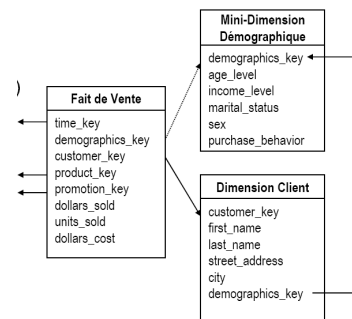 )
Fait de Vente
time_key
demographics_key
customer_key
product_key
promotion_key
dollars_sold
units_sold
dollars_cost
Mini-Dimension
Démographique
demographics_key
age_level
income_level
marital_status
sex
purchase_behavior
Dimension Client
customer_key
first_name
last_name
street_address
city
demographics_key